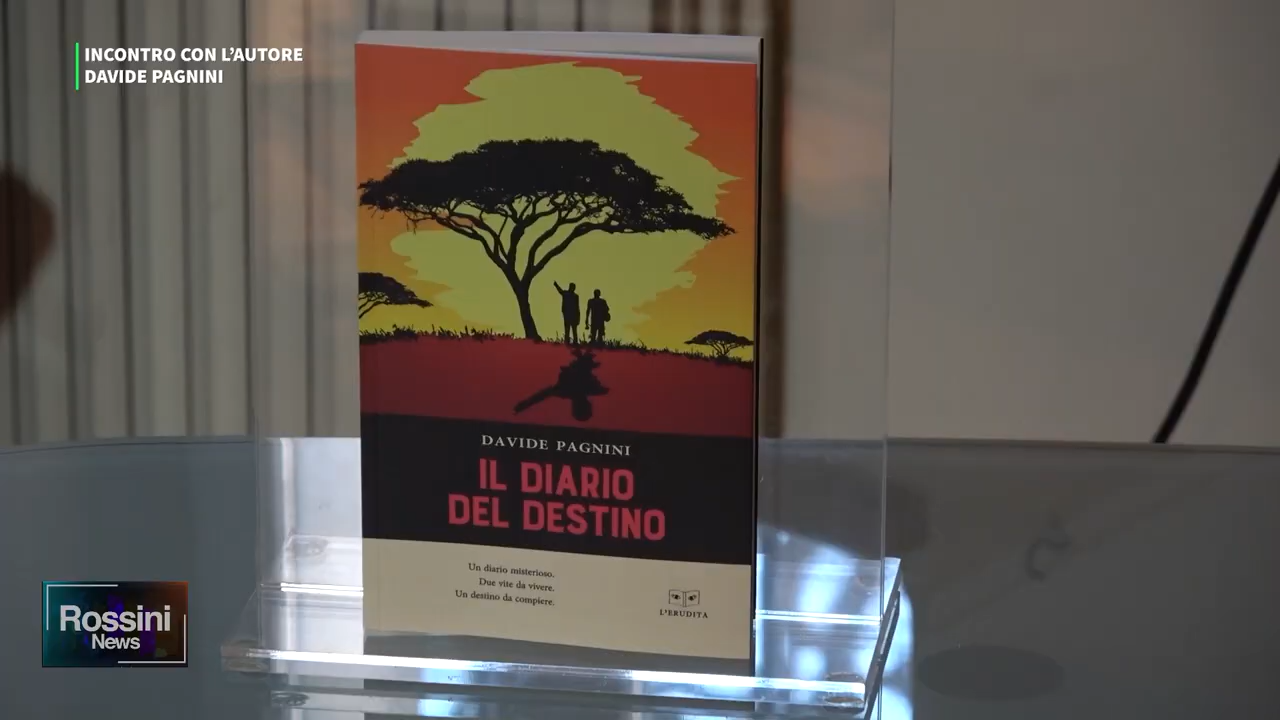 INCONTRO CON L'AUTORE
DAVIDE PAGNINI
DAVIDE PAGNINI
IL DIARIO
DEL DESTINO
Un diario misterioso.
Due vite da vivere.
Un destino da compiere.
L'ERUDITA
Rossini
News